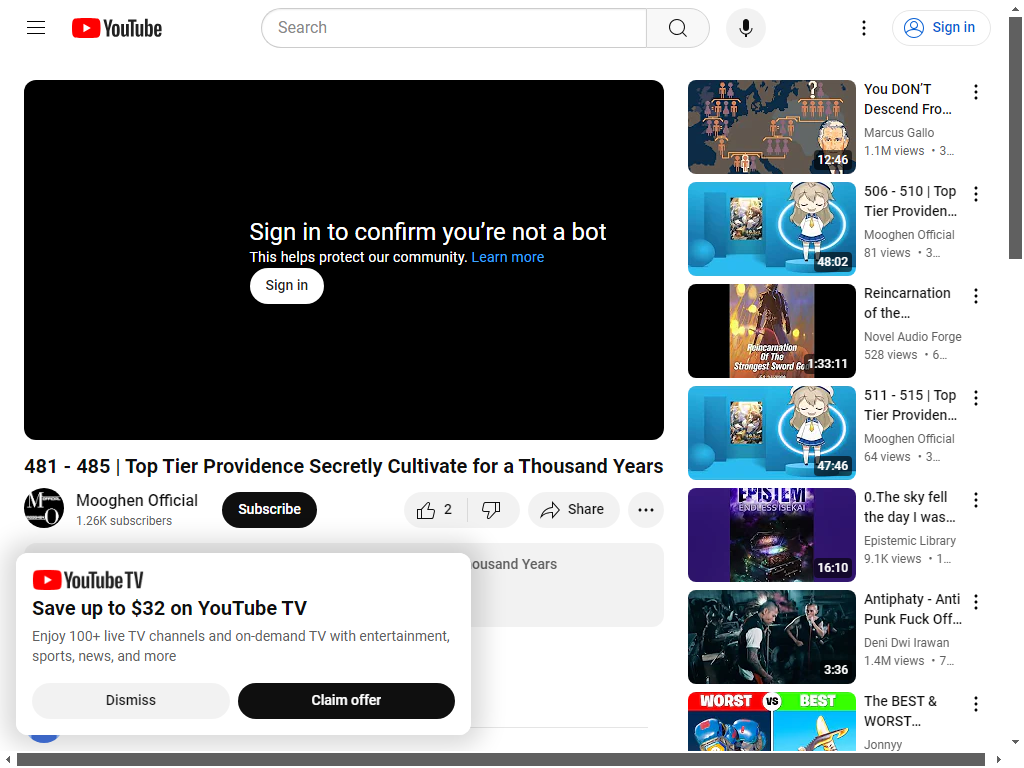 YouTube
Search
Sign in
Sign in to confirm you’re not a bot
This helps protect our community. Learn more
Sign in
481 - 485 | Top Tier Providence Secretly Cultivate for a Thousand Years
Mooghen Official
1.26K subscribers
Subscribe
2
Share
ousand Years
YouTube TV
Save up to $32 on YouTube TV
Enjoy 100+ live TV channels and on-demand TV with entertainment,
sports, news, and more
Dismiss
Claim offer
12:46
You DON’T
Descend Fro…
Marcus Gallo
1.1M views • 3…
48:02
506 - 510 | Top
Tier Providen…
Mooghen Official
81 views • 3…
Reincarnation
Of The
Strongest Sword God
1:33:11
Reincarnation
of the…
Novel Audio Forge
528 views • 6…
47:46
511 - 515 | Top
Tier Providen…
Mooghen Official
64 views • 3…
EPISTEM
ENDLESS ISEKAI
16:10
0.The sky fell
the day I was…
Epistemic Library
9.1K views • 1…
3:36
Antiphaty - Anti
Punk Fuck Off…
Deni Dwi Irawan
1.4M views • 7…
WORST VS BEST
The BEST &
WORST…
Jonnyy